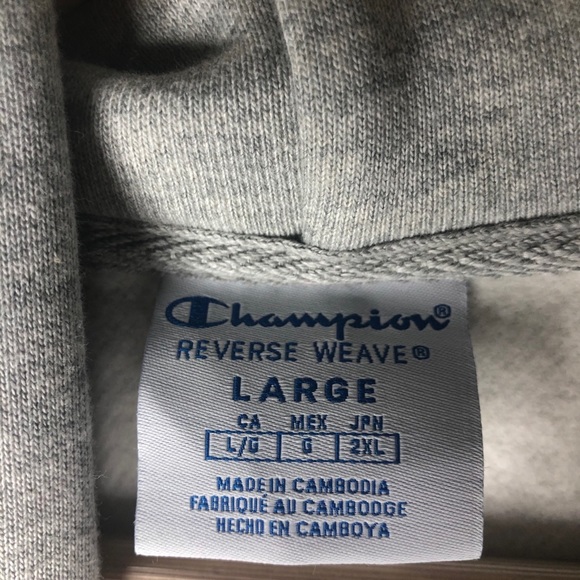 Champion®
REVERSE WEAVE®
LARGE
CA MEX JPN
L/G G 2XL
MADE IN CAMBODIA
FABRIQUÉ AU CAMBODGE
HECHO EN CAMBOYA